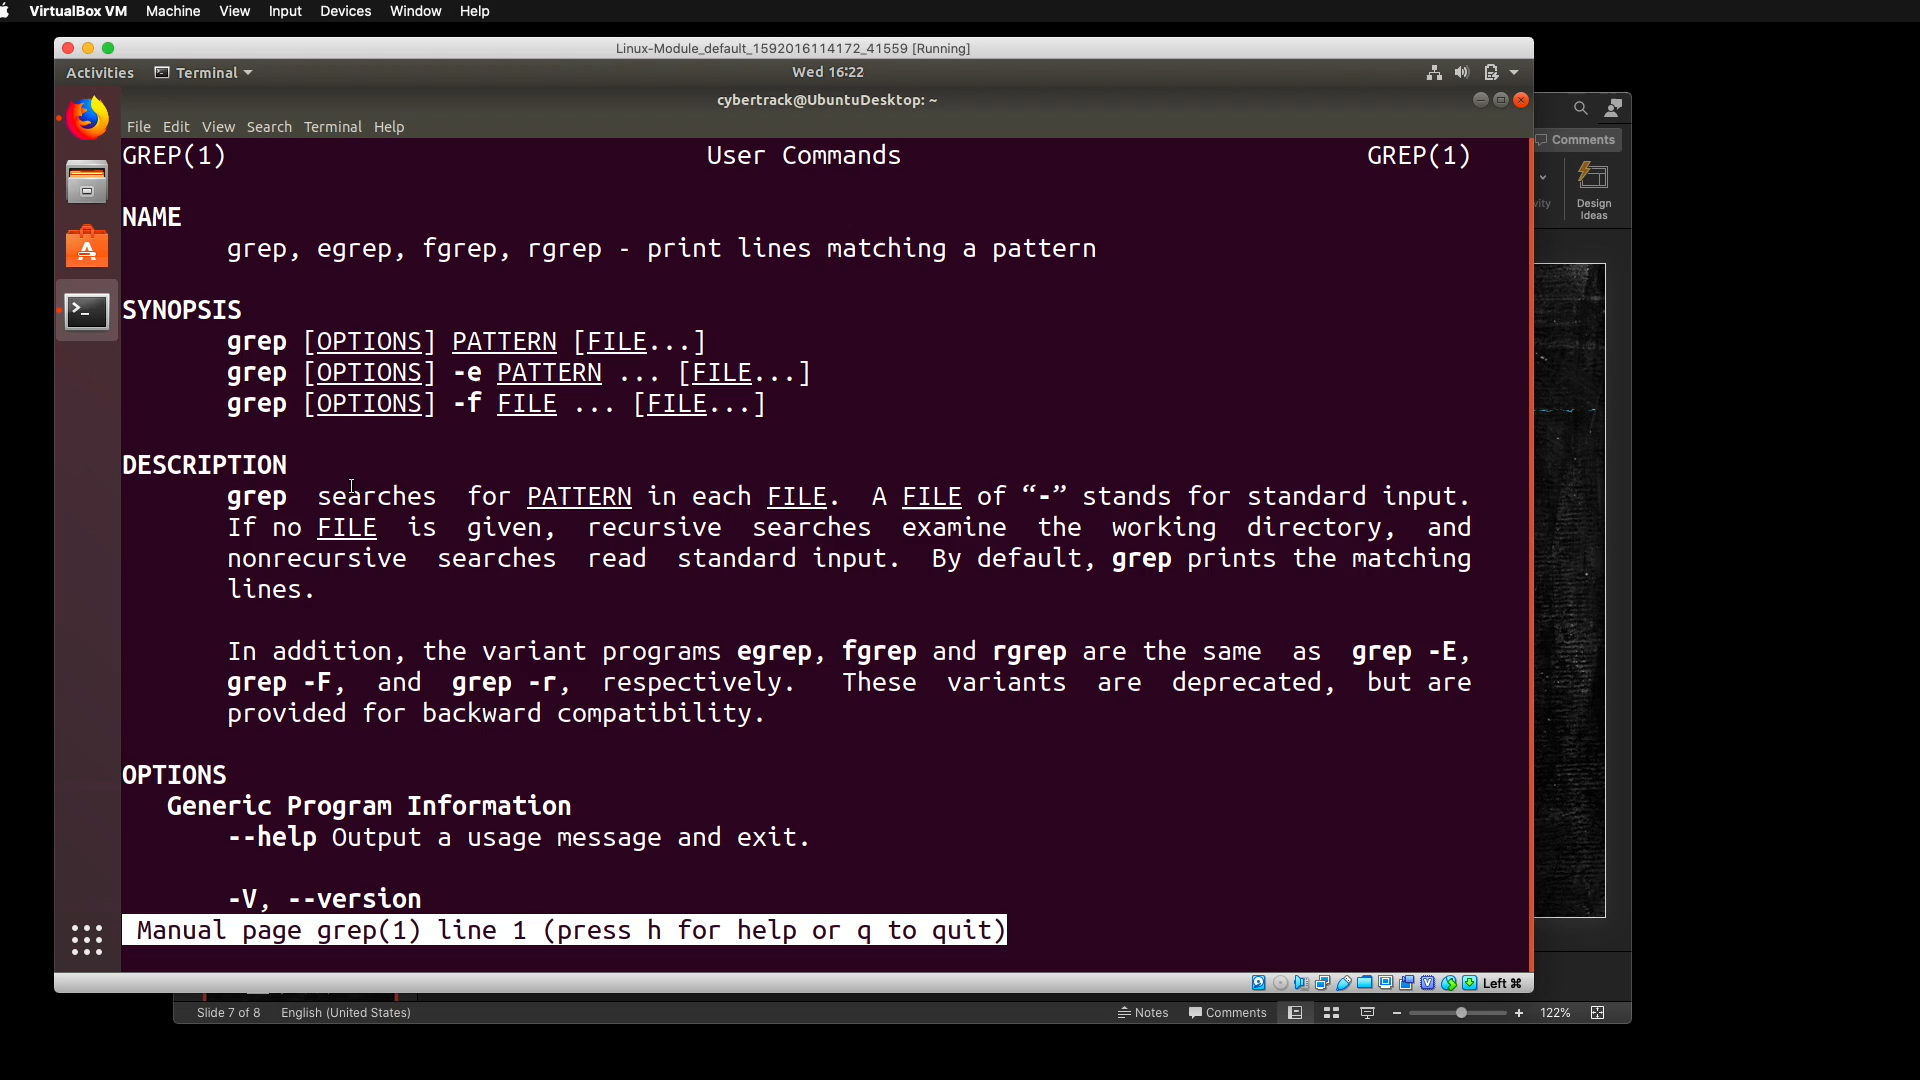 VirtualBox VM Machine View Input Devices Window Help
Linux-Module_default_1592016114172_41559 [Running]
Activities Terminal Wed 16:22
cybertrack@UbuntuDesktop: ~
File Edit View Search Terminal Help
GREP(1) User Commands GREP(1)
NAME
grep, egrep, fgrep, rgrep - print lines matching a pattern
SYNOPSIS
grep [OPTIONS] PATTERN [FILE...]
grep [OPTIONS] -e PATTERN ... [FILE...]
grep [OPTIONS] -f FILE ... [FILE...]
DESCRIPTION
grep searches for PATTERN in each FILE. A FILE of “-” stands for standard input.
If no FILE is given, recursive searches examine the working directory, and
nonrecursive searches read standard input. By default, grep prints the matching
lines.
In addition, the variant programs egrep, fgrep and rgrep are the same as grep -E,
grep -F, and grep -r, respectively. These variants are deprecated, but are
provided for backward compatibility.
OPTIONS
Generic Program Information
--help Output a usage message and exit.
-V, --version
Manual page grep(1) line 1 (press h for help or q to quit)
Left ⌘
Comments
Design
Ideas
Slide 7 of 8 English (United States) Notes Comments 122%